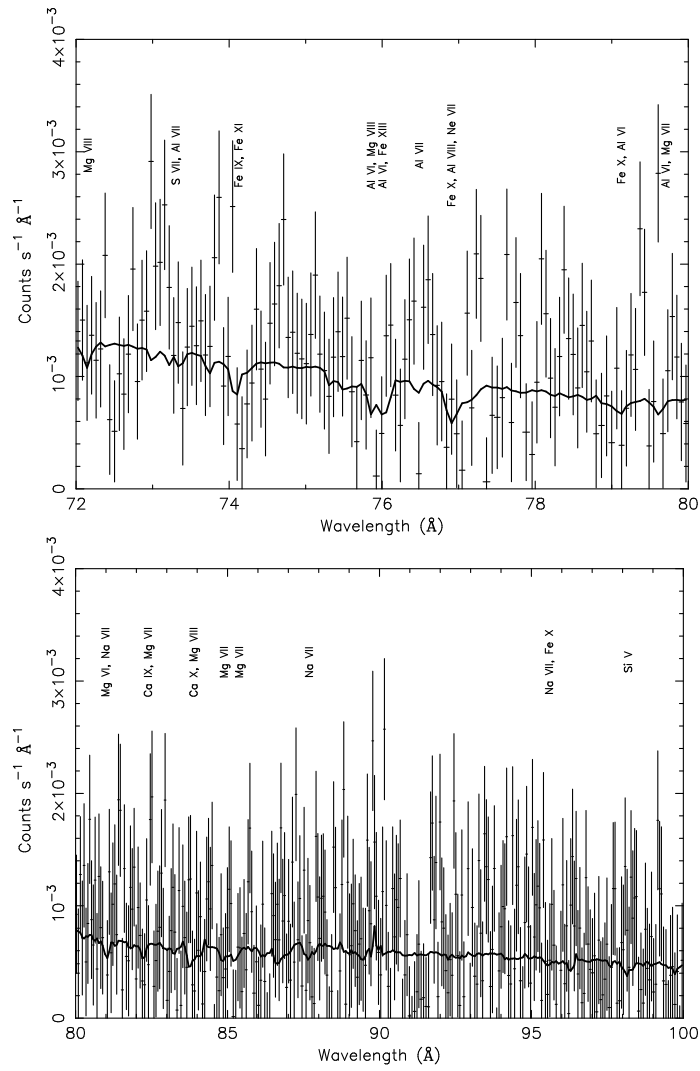 4×10⁻³
3×10⁻³
2×10⁻³
10⁻³
0
Counts s⁻¹ Å⁻¹
Mg VIII
S VII, Al VII
Fe IX, Fe XI
Al VI, Mg VIII
Al VI, Fe XIII
Al VII
Fe X, Al VIII, Ne VII
Fe X, Al VI
Al VI, Mg VII
72 74 76 78 80
Wavelength (Å)
4×10⁻³
3×10⁻³
2×10⁻³
10⁻³
0
Counts s⁻¹ Å⁻¹
Mg VI, Na VII
Ca IX, Mg VII
Ca X, Mg VIII
Mg VII
Mg VII
Na VII
Na VII, Fe X
Si V
80 85 90 95 100
Wavelength (Å)